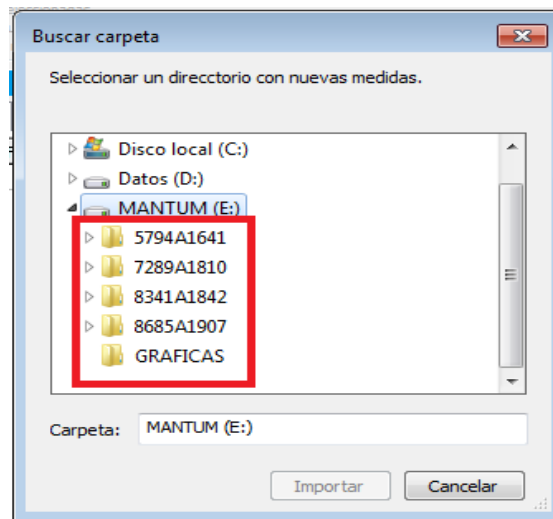 Buscar carpeta
Seleccionar un direcctorio con nuevas medidas.
Disco local (C:)
Datos (D:)
MANTUM (E:)
5794A1641
7289A1810
8341A1842
8685A1907
GRAFICAS
Carpeta: MANTUM (E:)
Importar Cancelar